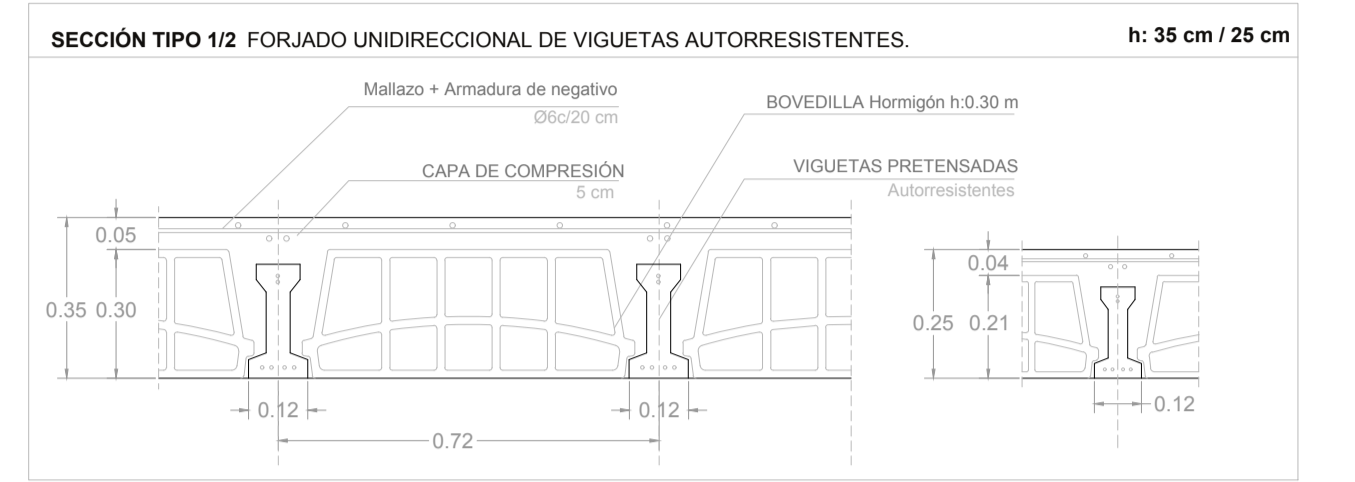 SECCIÓN TIPO 1/2 FORJADO UNIDIRECCIONAL DE VIGUETAS AUTORRESISTENTES.
h: 35 cm / 25 cm
Mallazo + Armadura de negativo
Ø6c/20 cm
BOVEDILLA Hormigón h:0.30 m
CAPA DE COMPRESIÓN
5 cm
VIGUETAS PRETENSADAS
Autorresistentes
0.05
0.35 0.30
0.12
0.12
0.72
0.04
0.25 0.21
0.12